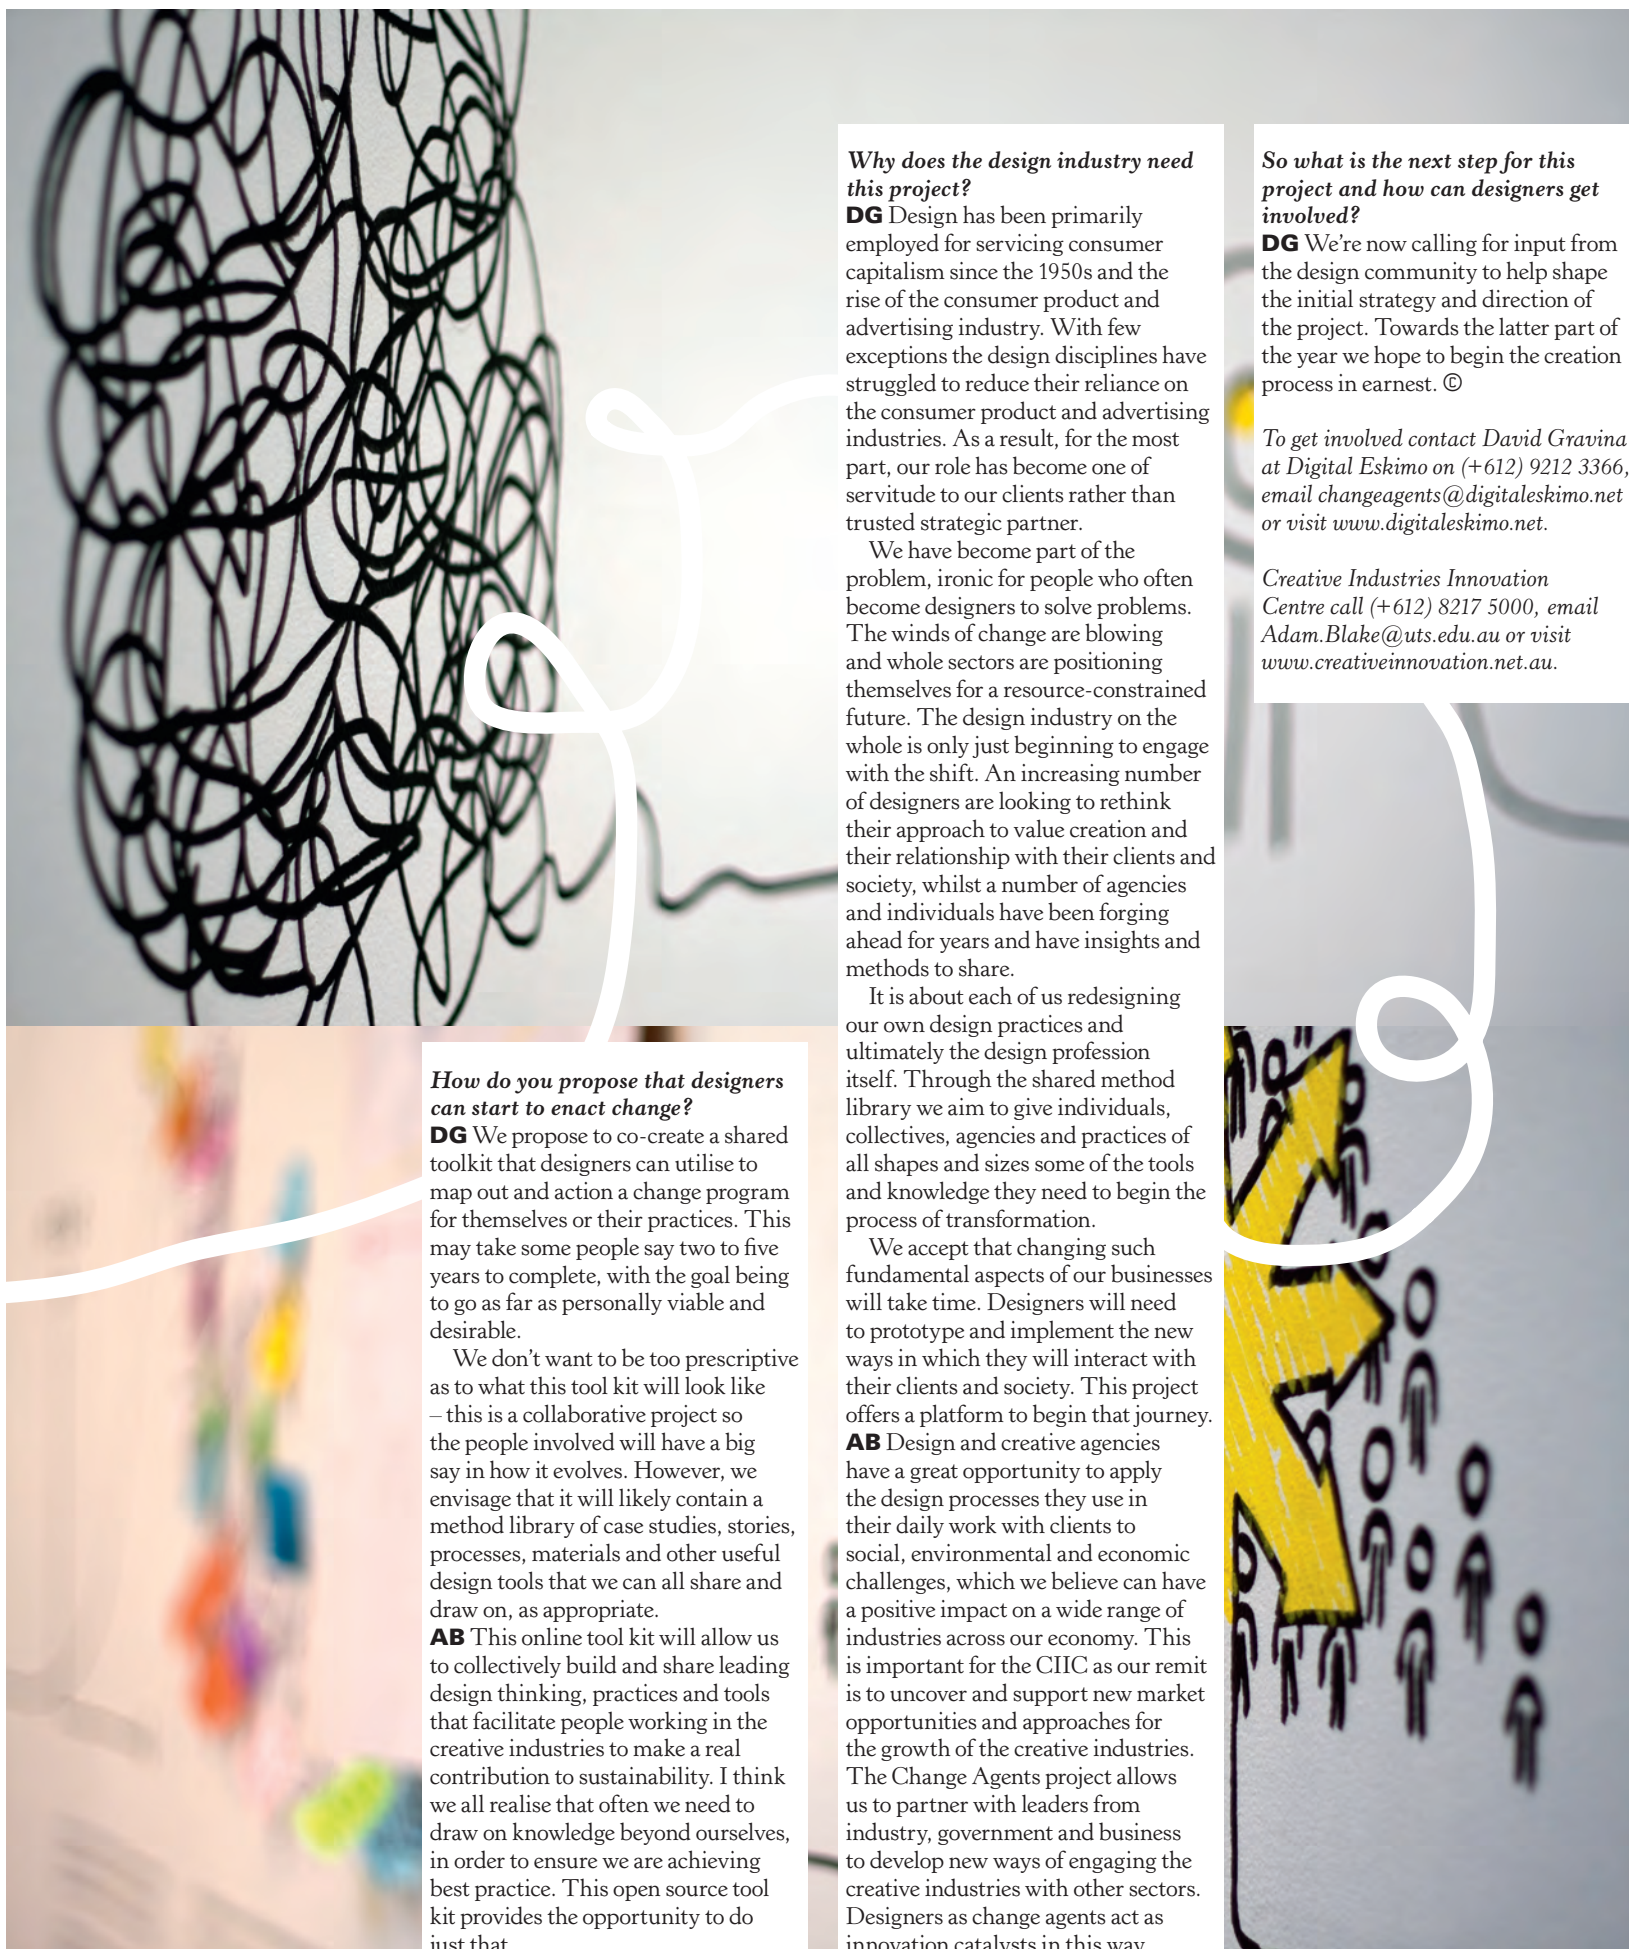 How do you propose that designers
can start to enact change?
DG We propose to co-create a shared
toolkit that designers can utilise to
map out and action a change program
for themselves or their practices. This
may take some people say two to five
years to complete, with the goal being
to go as far as personally viable and
desirable.
We don't want to be too prescriptive
as to what this tool kit will look like
– this is a collaborative project so
the people involved will have a big
say in how it evolves. However, we
envisage that it will likely contain a
method library of case studies, stories,
processes, materials and other useful
design tools that we can all share and
draw on, as appropriate.
AB This online tool kit will allow us
to collectively build and share leading
design thinking, practices and tools
that facilitate people working in the
creative industries to make a real
contribution to sustainability. I think
we all realise that often we need to
draw on knowledge beyond ourselves,
in order to ensure we are achieving
best practice. This open source tool
kit provides the opportunity to do
just that.
Why does the design industry need
this project?
DG Design has been primarily
employed for servicing consumer
capitalism since the 1950s and the
rise of the consumer product and
advertising industry. With few
exceptions the design disciplines have
struggled to reduce their reliance on
the consumer product and advertising
industries. As a result, for the most
part, our role has become one of
servitude to our clients rather than
trusted strategic partner.
We have become part of the
problem, ironic for people who often
become designers to solve problems.
The winds of change are blowing
and whole sectors are positioning
themselves for a resource-constrained
future. The design industry on the
whole is only just beginning to engage
with the shift. An increasing number
of designers are looking to rethink
their approach to value creation and
their relationship with their clients and
society, whilst a number of agencies
and individuals have been forging
ahead for years and have insights and
methods to share.
It is about each of us redesigning
our own design practices and
ultimately the design profession
itself. Through the shared method
library we aim to give individuals,
collectives, agencies and practices of
all shapes and sizes some of the tools
and knowledge they need to begin the
process of transformation.
We accept that changing such
fundamental aspects of our businesses
will take time. Designers will need
to prototype and implement the new
ways in which they will interact with
their clients and society. This project
offers a platform to begin that journey.
AB Design and creative agencies
have a great opportunity to apply
the design processes they use in
their daily work with clients to
social, environmental and economic
challenges, which we believe can have
a positive impact on a wide range of
industries across our economy. This
is important for the CIIC as our remit
is to uncover and support new market
opportunities and approaches for
the growth of the creative industries.
The Change Agents project allows
us to partner with leaders from
industry, government and business
to develop new ways of engaging the
creative industries with other sectors.
Designers as change agents act as
innovation catalysts in this way.
So what is the next step for this
project and how can designers get
involved?
DG We're now calling for input from
the design community to help shape
the initial strategy and direction of
the project. Towards the latter part of
the year we hope to begin the creation
process in earnest. ©
To get involved contact David Gravina
at Digital Eskimo on (+612) 9212 3366,
email changeagents@digitaleskimo.net
or visit www.digitaleskimo.net.
Creative Industries Innovation
Centre call (+612) 8217 5000, email
Adam.Blake@uts.edu.au or visit
www.creativeinnovation.net.au.